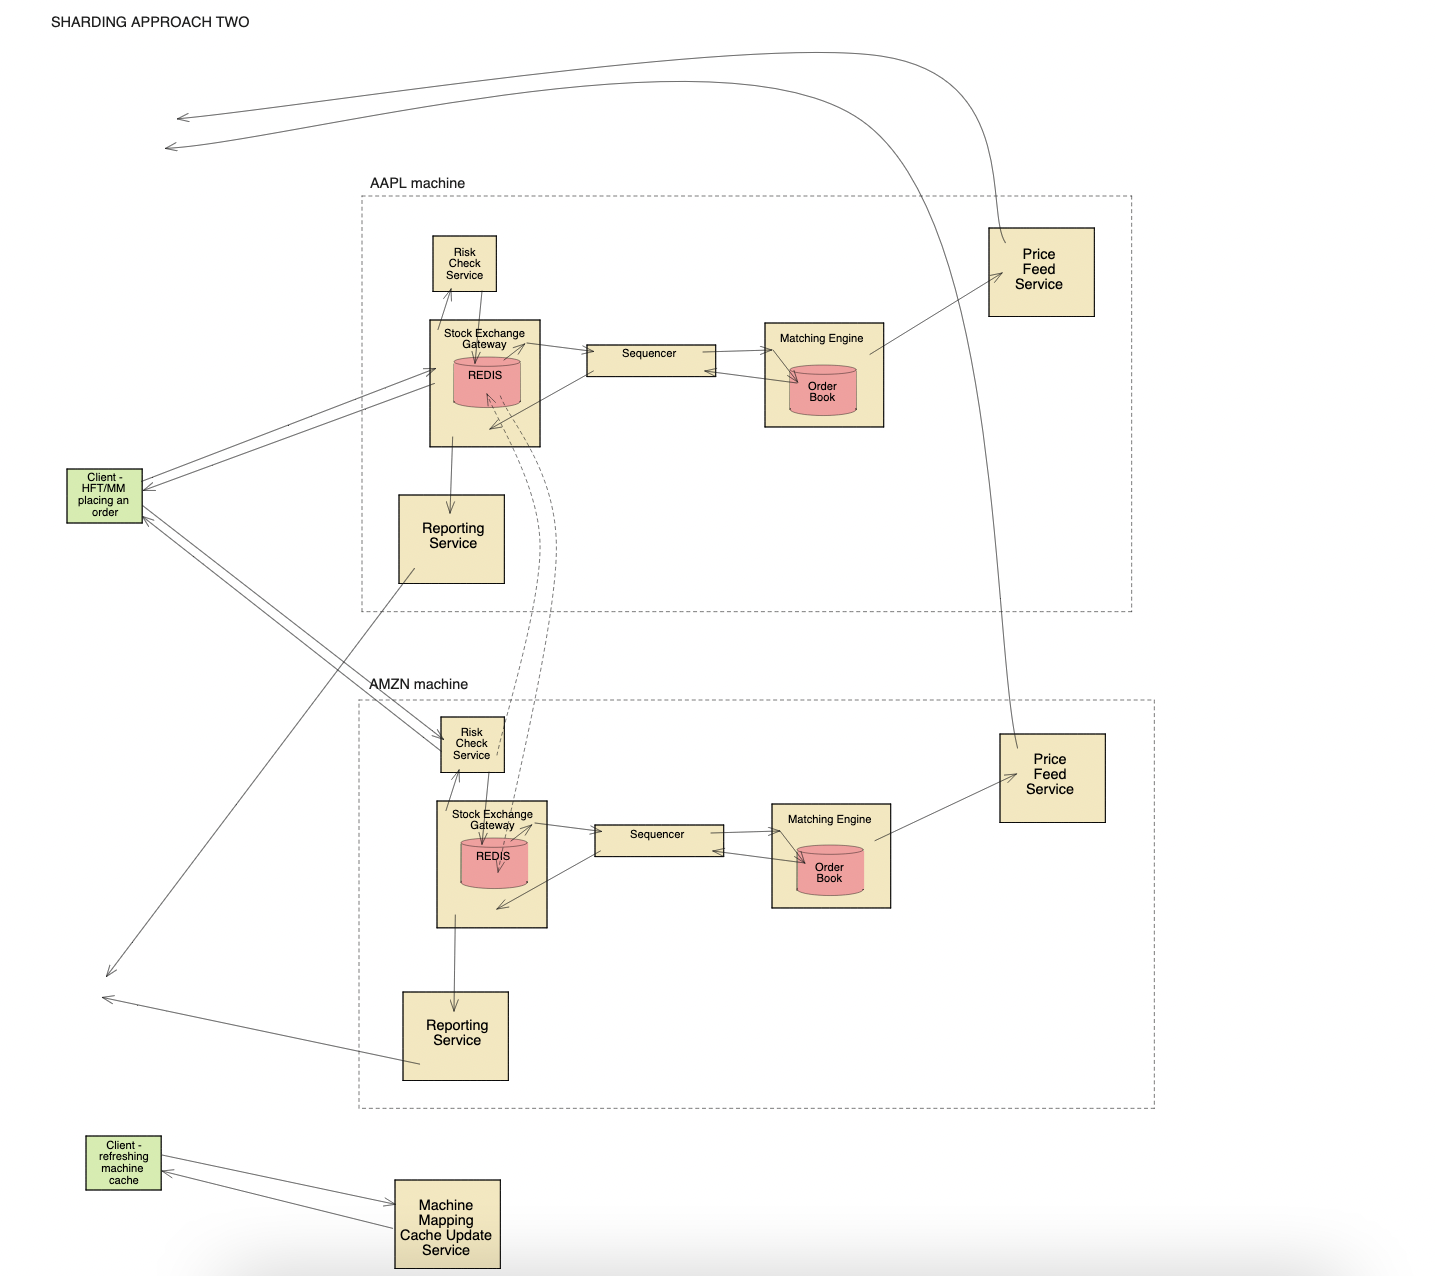 SHARDING APPROACH TWO
AAPL machine
Risk
Check
Service
Price
Feed
Service
Stock Exchange
Gateway
REDIS
Sequencer
Matching Engine
Order
Book
Client -
HFT/MM
placing an
order
Reporting
Service
AMZN machine
Risk
Check
Service
Price
Feed
Service
Stock Exchange
Gateway
REDIS
Sequencer
Matching Engine
Order
Book
Reporting
Service
Client -
refreshing
machine
cache
Machine
Mapping
Cache Update
Service